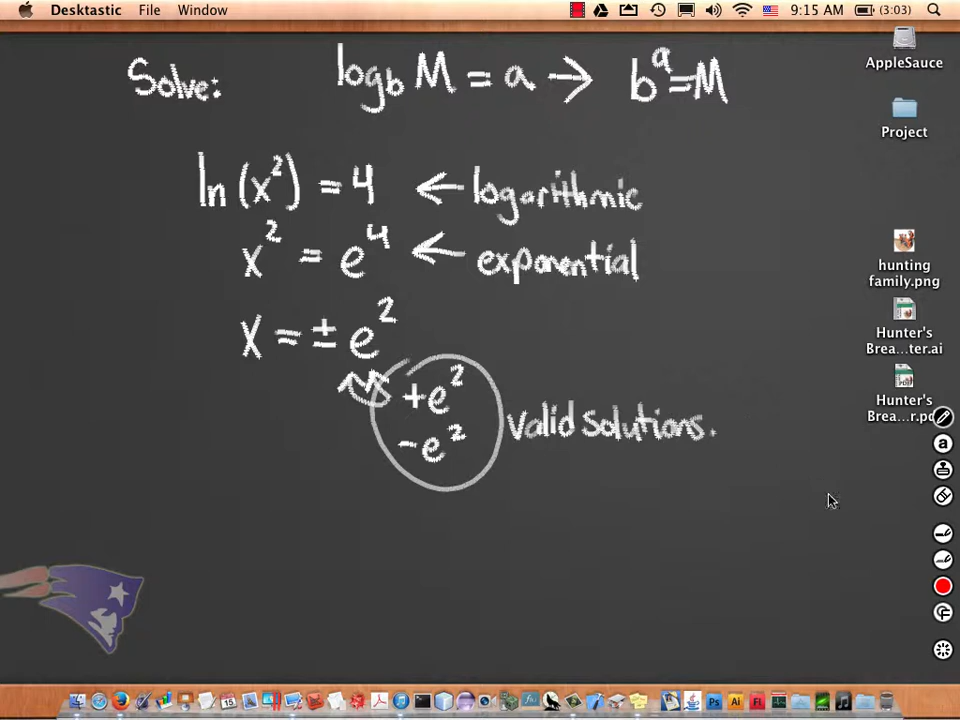 Desktastic File Window 9:15 AM (3:03)
AppleSauce
Project
hunting
family.png
Hunter's
Brea...ter.ai
Hunter's
Brea...r.pd
Solve: log_b M = a → b^a = M
ln(x²) = 4 ← logarithmic
x² = e⁴ ← exponential
x = ± e²
+e²
-e²
valid solutions.
a